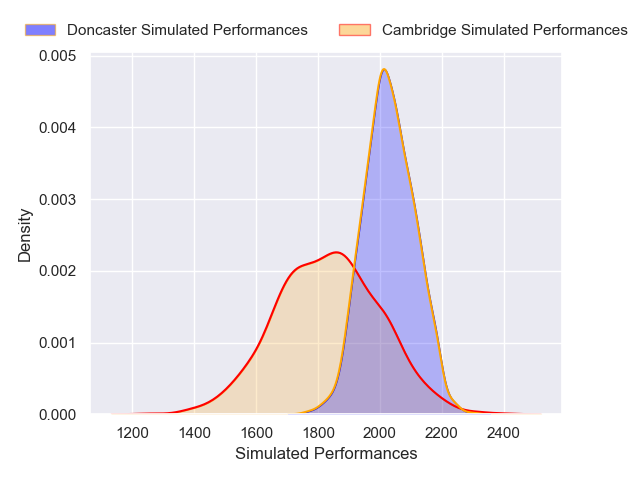 Doncaster Simulated Performances Cambridge Simulated Performances
0.005
0.004
0.003
0.002
0.001
0.000
Density
1200 1400 1600 1800 2000 2200 2400
Simulated Performances